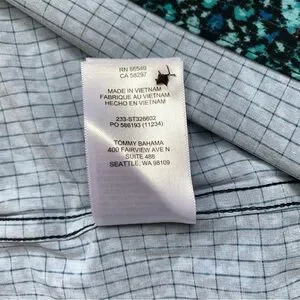 RN 86549
CA 58297
MADE IN VIETNAM
FABRIQUE AU VIETNAM
HECHO EN VIETNAM
233-ST326602
PO 586193 (11234)
TOMMY BAHAMA
400 FAIRVIEW AVE N
SUITE 488
SEATTLE, WA 98109